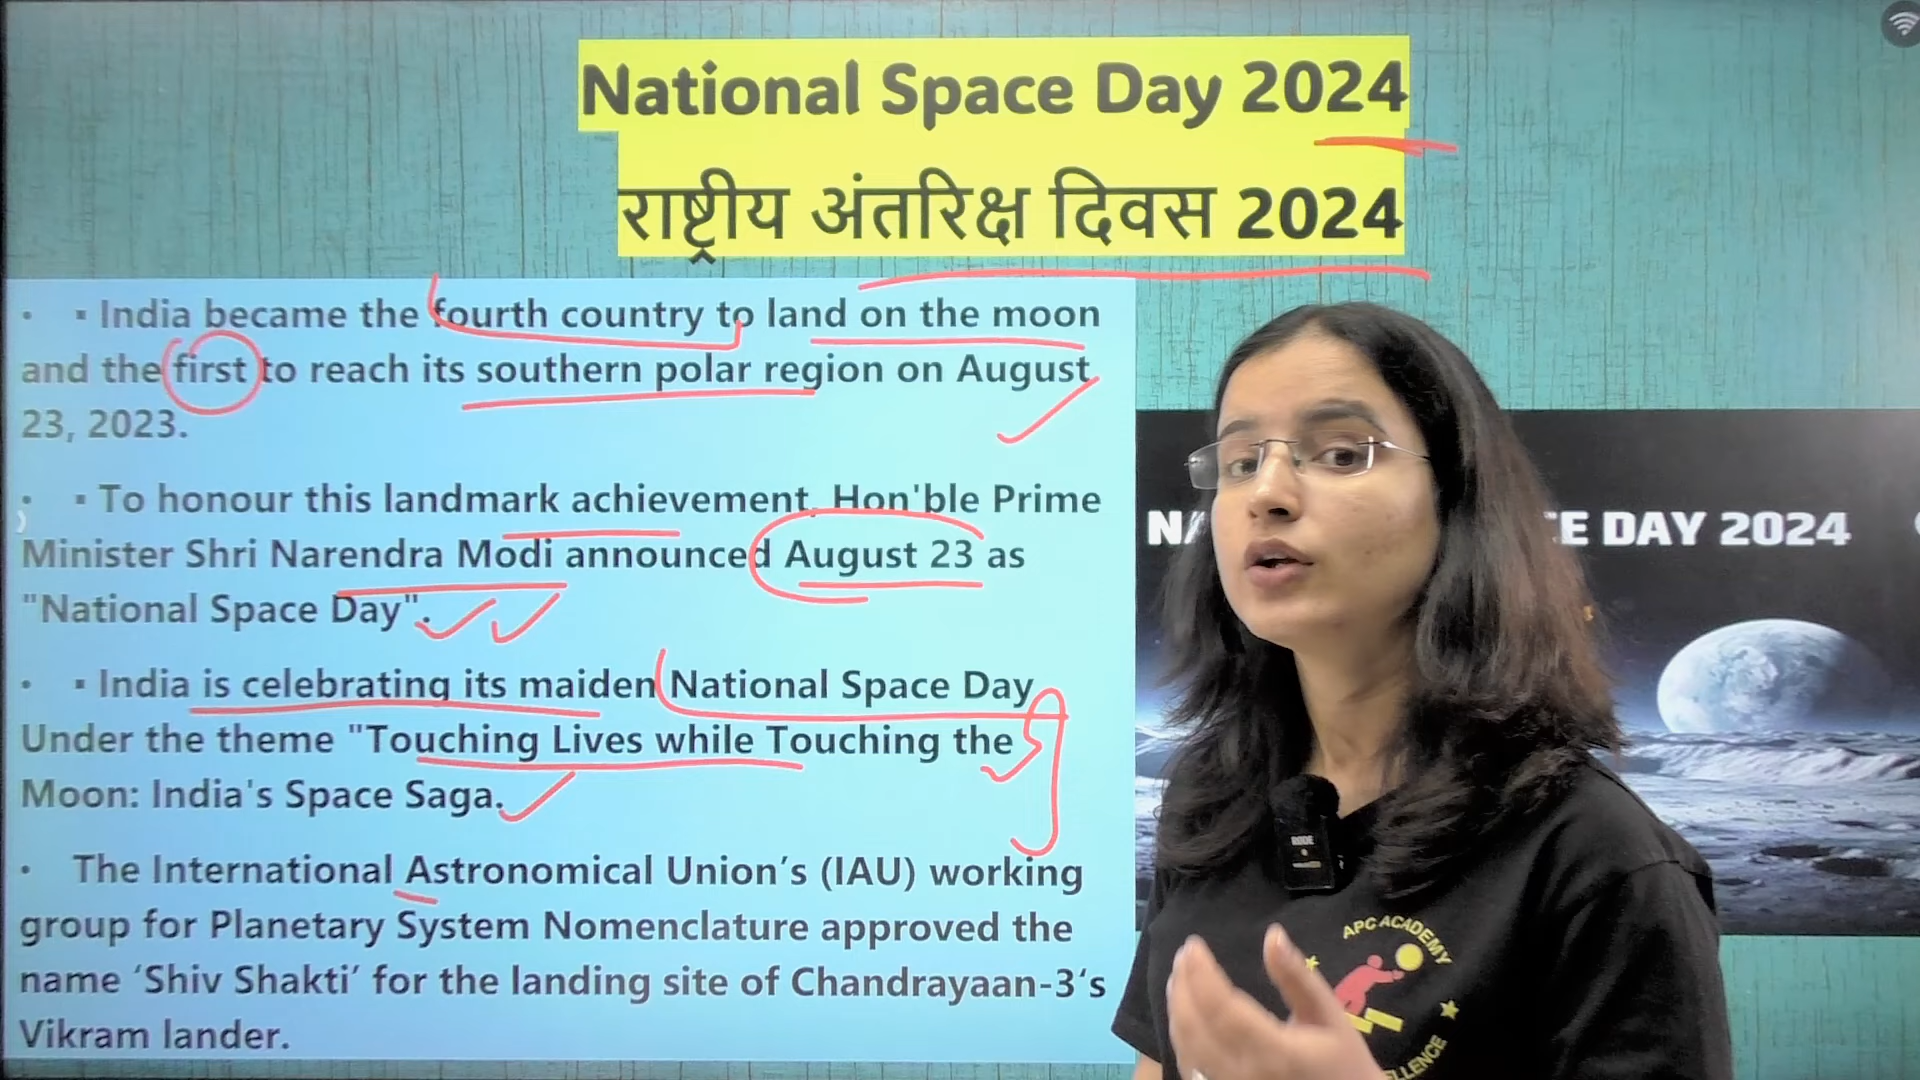 National Space Day 2024
राष्ट्रीय अंतरिक्ष दिवस 2024
• ▪ India became the fourth country to land on the moon
and the first to reach its southern polar region on August
23, 2023.
• ▪ To honour this landmark achievement, Hon'ble Prime
Minister Shri Narendra Modi announced August 23 as
"National Space Day".
• ▪ India is celebrating its maiden National Space Day
Under the theme "Touching Lives while Touching the
Moon: India's Space Saga.
• The International Astronomical Union’s (IAU) working
group for Planetary System Nomenclature approved the
name ‘Shiv Shakti’ for the landing site of Chandrayaan-3‘s
Vikram lander.
DAY 2024
RODE
APC ACADEMY